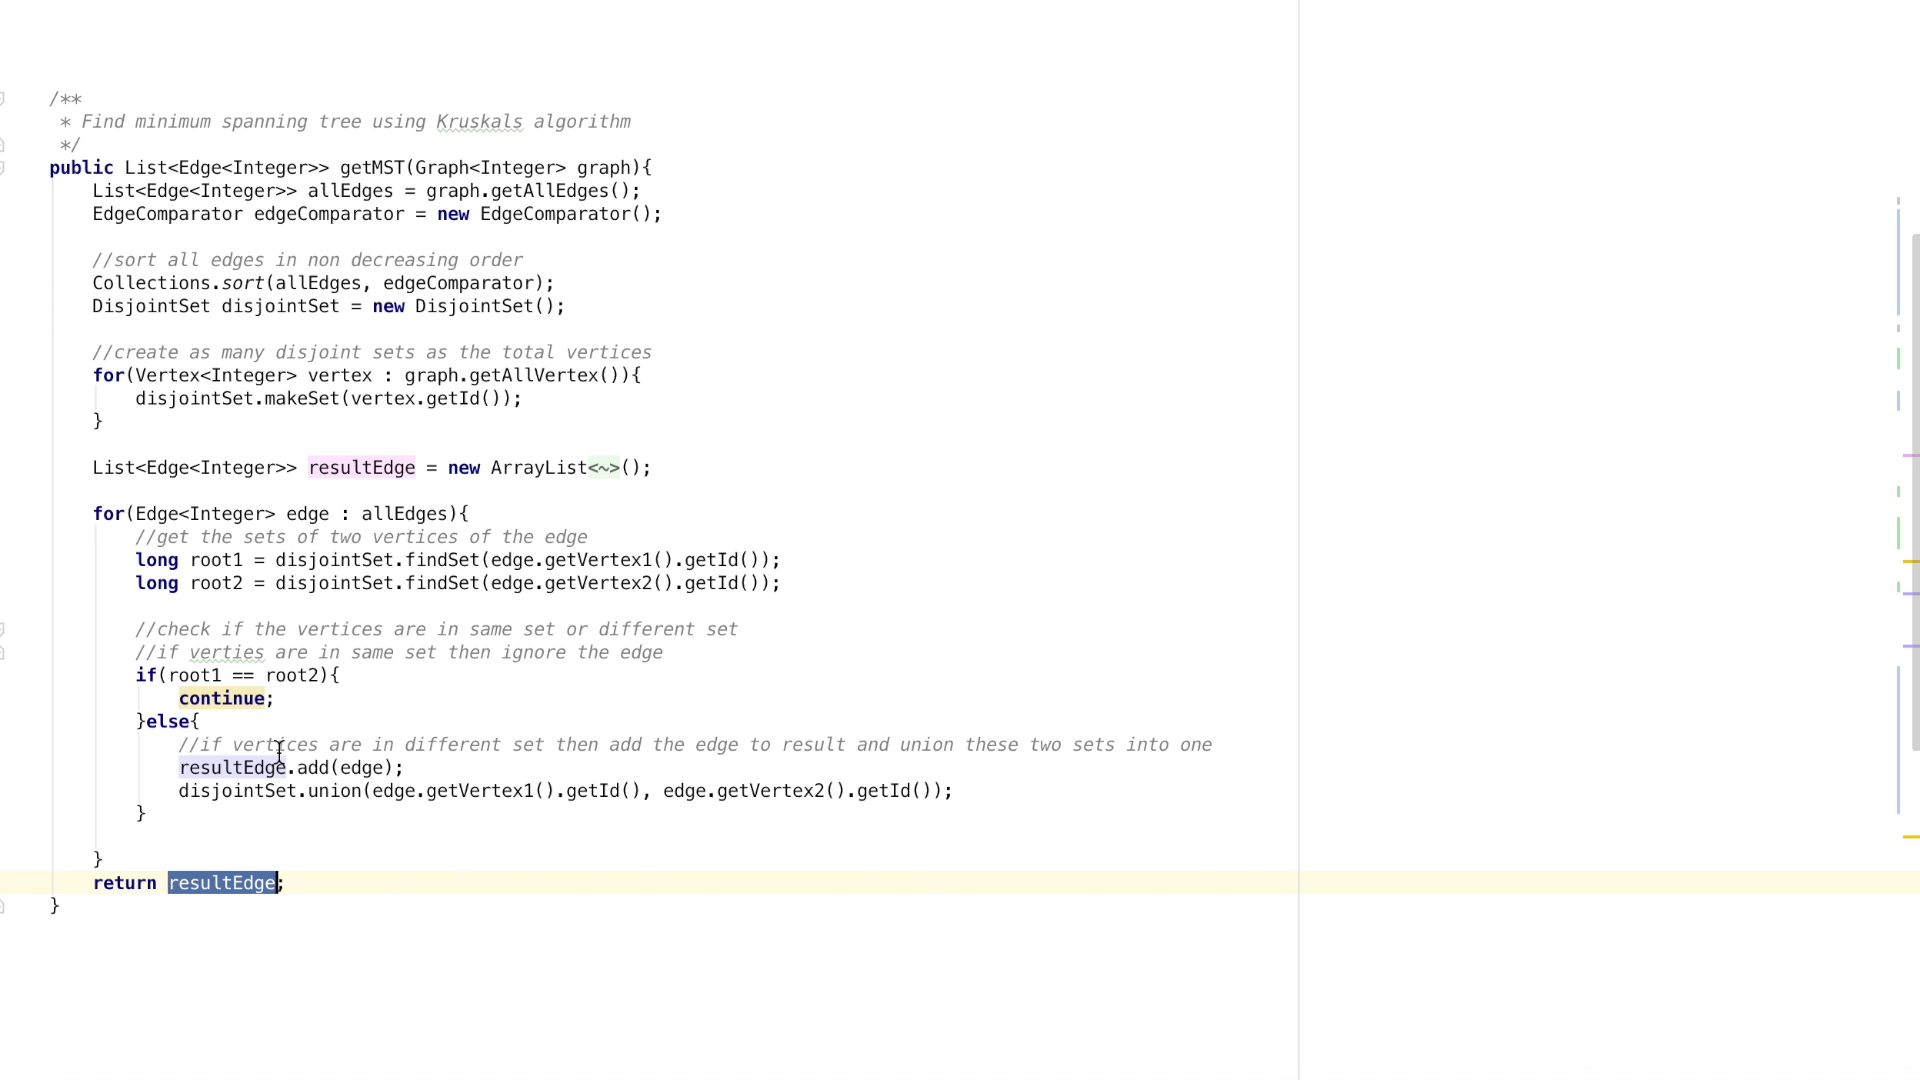 /**
 * Find minimum spanning tree using Kruskals algorithm
 */
public List<Edge<Integer>> getMST(Graph<Integer> graph){
    List<Edge<Integer>> allEdges = graph.getAllEdges();
    EdgeComparator edgeComparator = new EdgeComparator();

    //sort all edges in non decreasing order
    Collections.sort(allEdges, edgeComparator);
    DisjointSet disjointSet = new DisjointSet();

    //create as many disjoint sets as the total vertices
    for(Vertex<Integer> vertex : graph.getAllVertex()){
        disjointSet.makeSet(vertex.getId());
    }

    List<Edge<Integer>> resultEdge = new ArrayList<~>();

    for(Edge<Integer> edge : allEdges){
        //get the sets of two vertices of the edge
        long root1 = disjointSet.findSet(edge.getVertex1().getId());
        long root2 = disjointSet.findSet(edge.getVertex2().getId());

        //check if the vertices are in same set or different set
        //if verties are in same set then ignore the edge
        if(root1 == root2){
            continue;
        }else{
            //if vertices are in different set then add the edge to result and union these two sets into one
            resultEdge.add(edge);
            disjointSet.union(edge.getVertex1().getId(), edge.getVertex2().getId());
        }

    }
    return resultEdge;
}